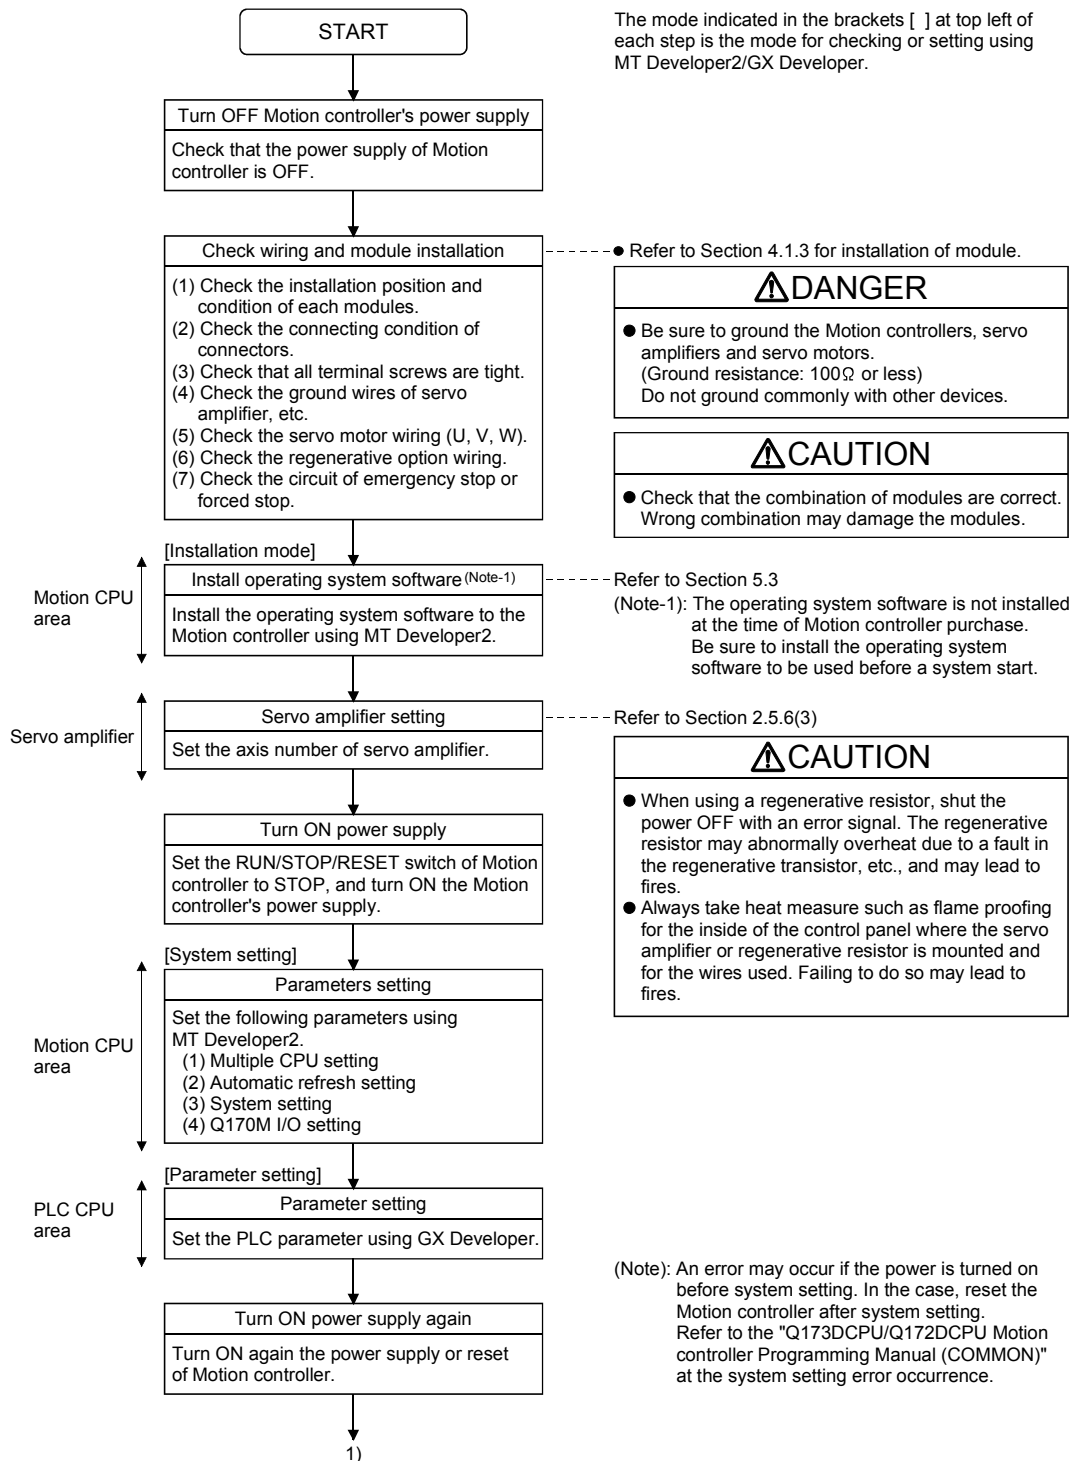 START
The mode indicated in the brackets [ ] at top left of
each step is the mode for checking or setting using
MT Developer2/GX Developer.
Turn OFF Motion controller's power supply
Check that the power supply of Motion
controller is OFF.
Check wiring and module installation
(1) Check the installation position and
condition of each modules.
(2) Check the connecting condition of
connectors.
(3) Check that all terminal screws are tight.
(4) Check the ground wires of servo
amplifier, etc.
(5) Check the servo motor wiring (U, V, W).
(6) Check the regenerative option wiring.
(7) Check the circuit of emergency stop or
forced stop.
● Refer to Section 4.1.3 for installation of module.
DANGER
● Be sure to ground the Motion controllers, servo
amplifiers and servo motors.
(Ground resistance: 100Ω or less)
Do not ground commonly with other devices.
CAUTION
● Check that the combination of modules are correct.
Wrong combination may damage the modules.
[Installation mode]
Motion CPU
area
Install operating system software (Note-1)
Install the operating system software to the
Motion controller using MT Developer2.
Refer to Section 5.3
(Note-1): The operating system software is not installed
at the time of Motion controller purchase.
Be sure to install the operating system
software to be used before a system start.
Servo amplifier
Servo amplifier setting
Set the axis number of servo amplifier.
Refer to Section 2.5.6(3)
CAUTION
● When using a regenerative resistor, shut the
power OFF with an error signal. The regenerative
resistor may abnormally overheat due to a fault in
the regenerative transistor, etc., and may lead to
fires.
● Always take heat measure such as flame proofing
for the inside of the control panel where the servo
amplifier or regenerative resistor is mounted and
for the wires used. Failing to do so may lead to
fires.
Turn ON power supply
Set the RUN/STOP/RESET switch of Motion
controller to STOP, and turn ON the Motion
controller's power supply.
[System setting]
Motion CPU
area
Parameters setting
Set the following parameters using
MT Developer2.
(1) Multiple CPU setting
(2) Automatic refresh setting
(3) System setting
(4) Q170M I/O setting
[Parameter setting]
PLC CPU
area
Parameter setting
Set the PLC parameter using GX Developer.
Turn ON power supply again
Turn ON again the power supply or reset
of Motion controller.
(Note): An error may occur if the power is turned on
before system setting. In the case, reset the
Motion controller after system setting.
Refer to the "Q173DCPU/Q172DCPU Motion
controller Programming Manual (COMMON)"
at the system setting error occurrence.
1)